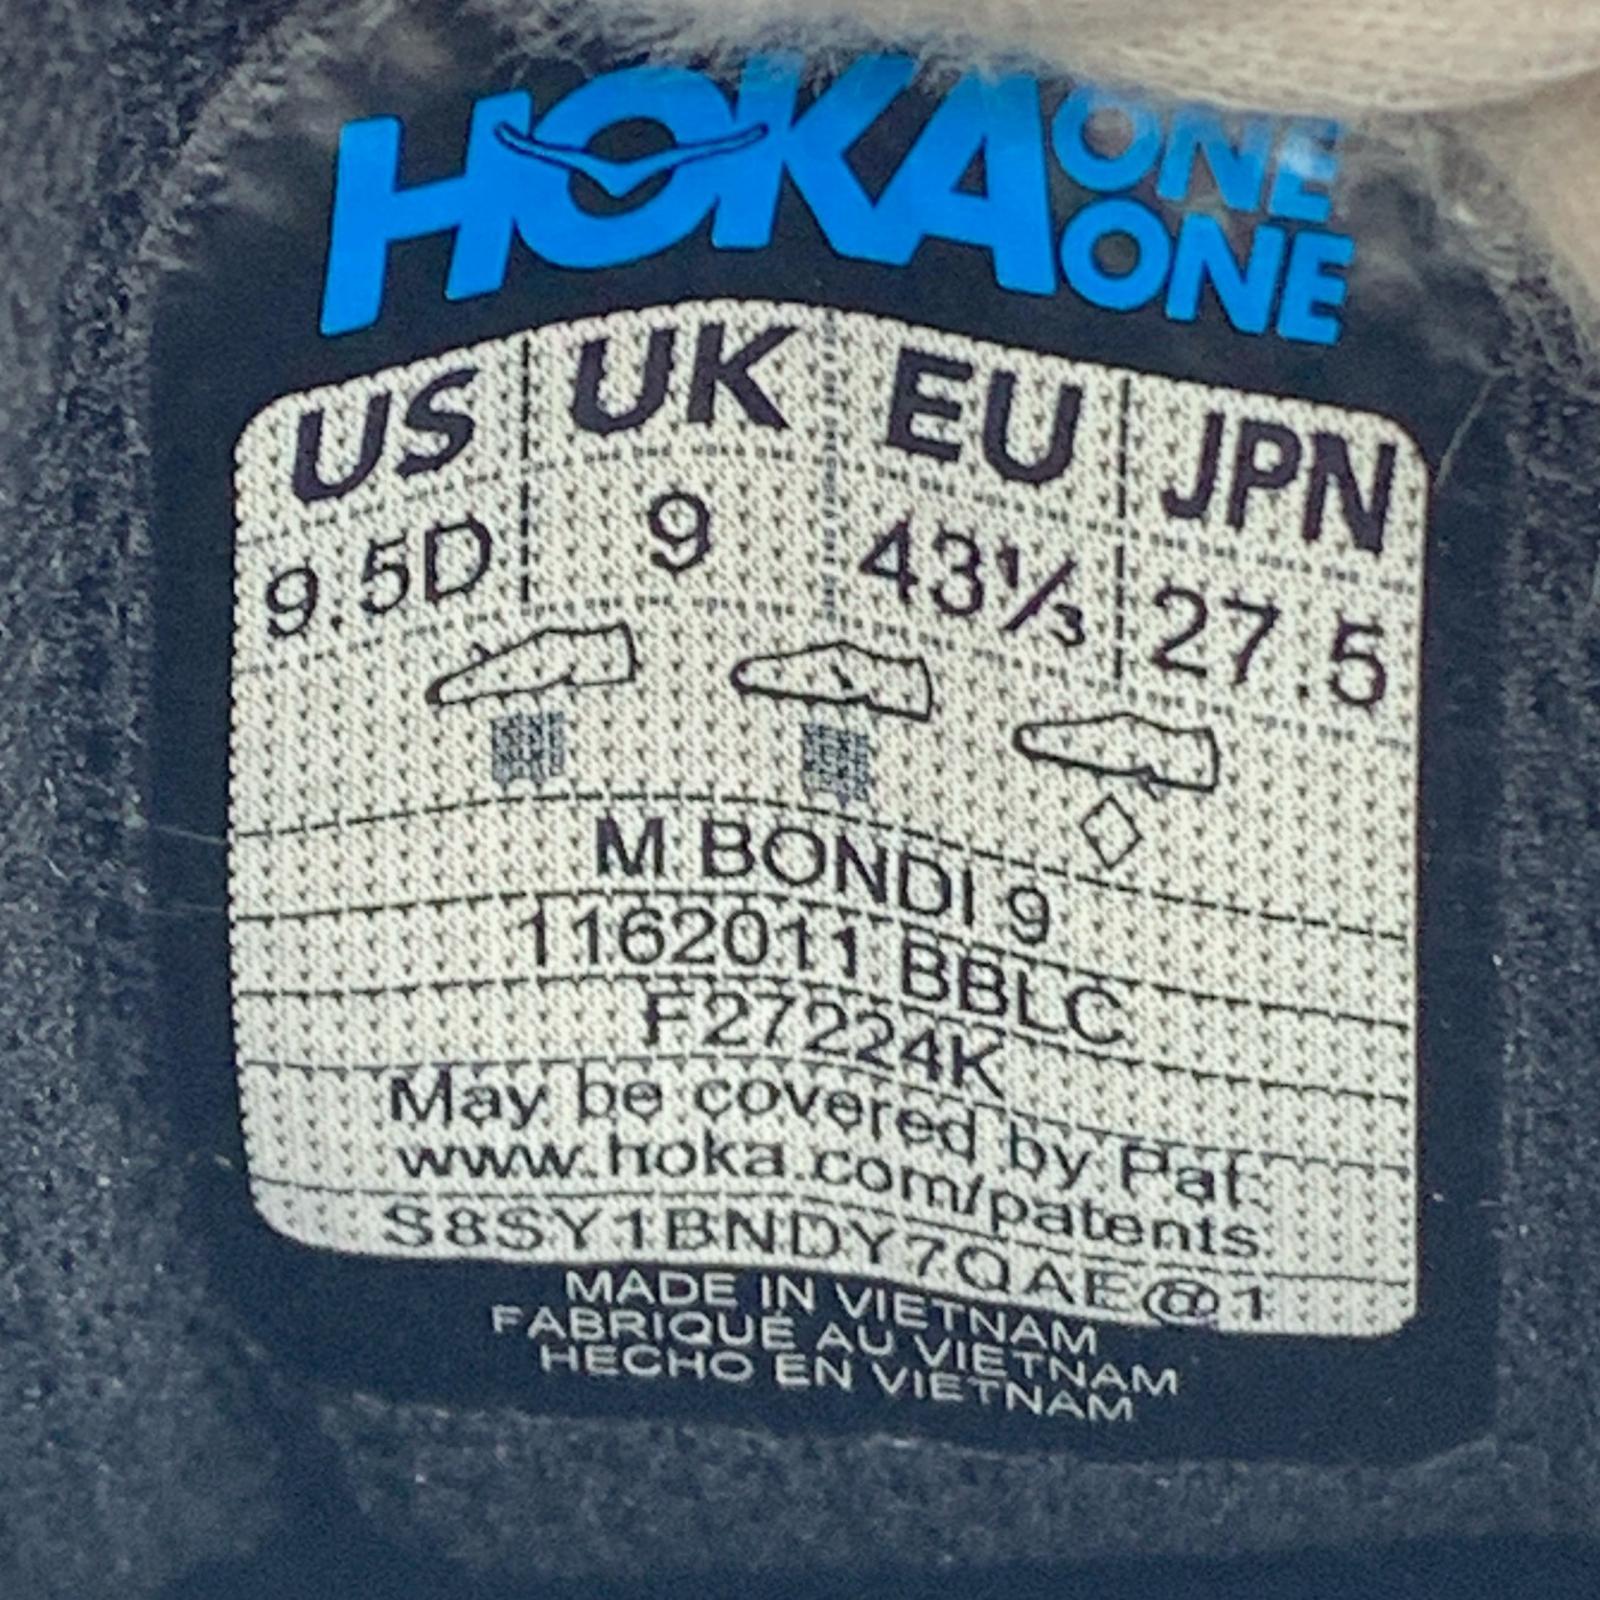 HOKA ONE ONE
US UK EU JPN
9.5D 9 43⅓ 27.5
M BONDI 9
1162011 BBLC
F27224K
May be covered by Pat.
www.hoka.com/patents
S8SY1BNDY7QAE@1
MADE IN VIETNAM
FABRIQUÉ AU VIETNAM
HECHO EN VIETNAM